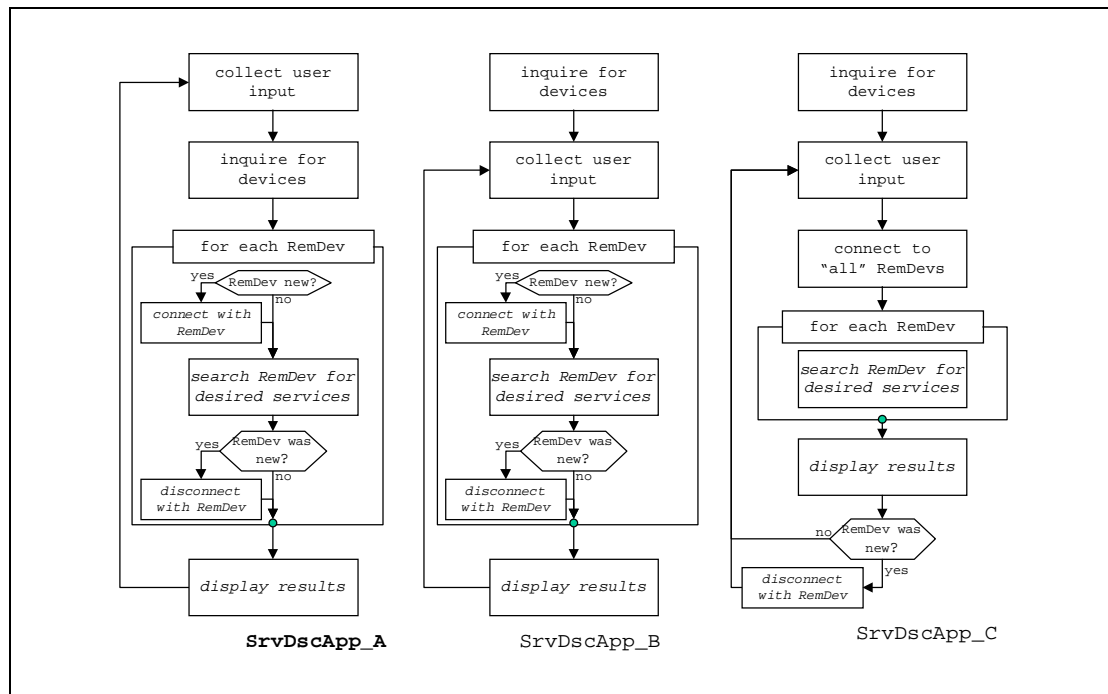 collect user
input
inquire for
devices
for each RemDev
yes
RemDev new?
no
connect with
RemDev
search RemDev for
desired services
yes
RemDev was
new?
no
disconnect
with RemDev
display results
SrvDscApp_A
inquire for
devices
collect user
input
for each RemDev
yes
RemDev new?
no
connect with
RemDev
search RemDev for
desired services
yes
RemDev was
new?
no
disconnect
with RemDev
display results
SrvDscApp_B
inquire for
devices
collect user
input
connect to
“all” RemDevs
for each RemDev
search RemDev for
desired services
display results
no
RemDev was
new?
yes
disconnect
with RemDev
SrvDscApp_C